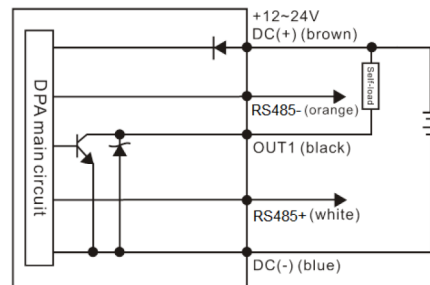 +12~24V
DC(+) (brown)
Self-load
DPA main circuit
RS485- (orange)
OUT1 (black)
RS485+ (white)
DC(-) (blue)